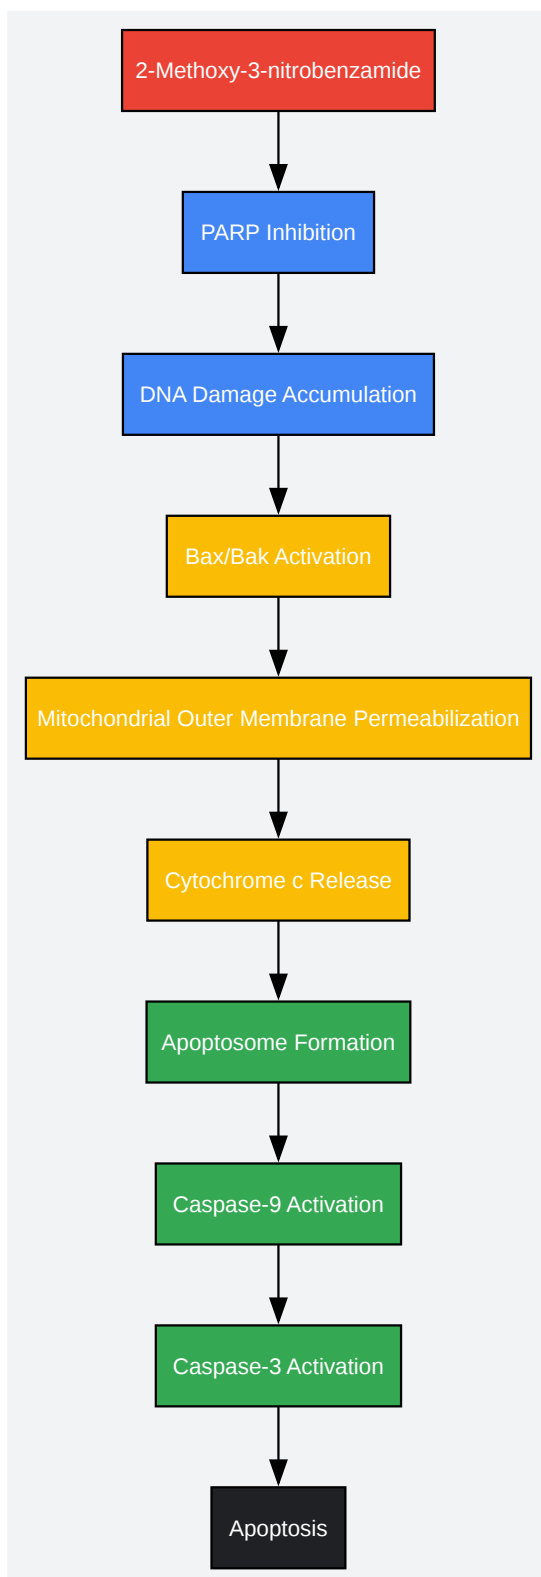 2-Methoxy-3-nitrobenzamide
PARP Inhibition
DNA Damage Accumulation
Bax/Bak Activation
Mitochondrial Outer Membrane Permeabilization
Cytochrome c Release
Apoptosome Formation
Caspase-9 Activation
Caspase-3 Activation
Apoptosis